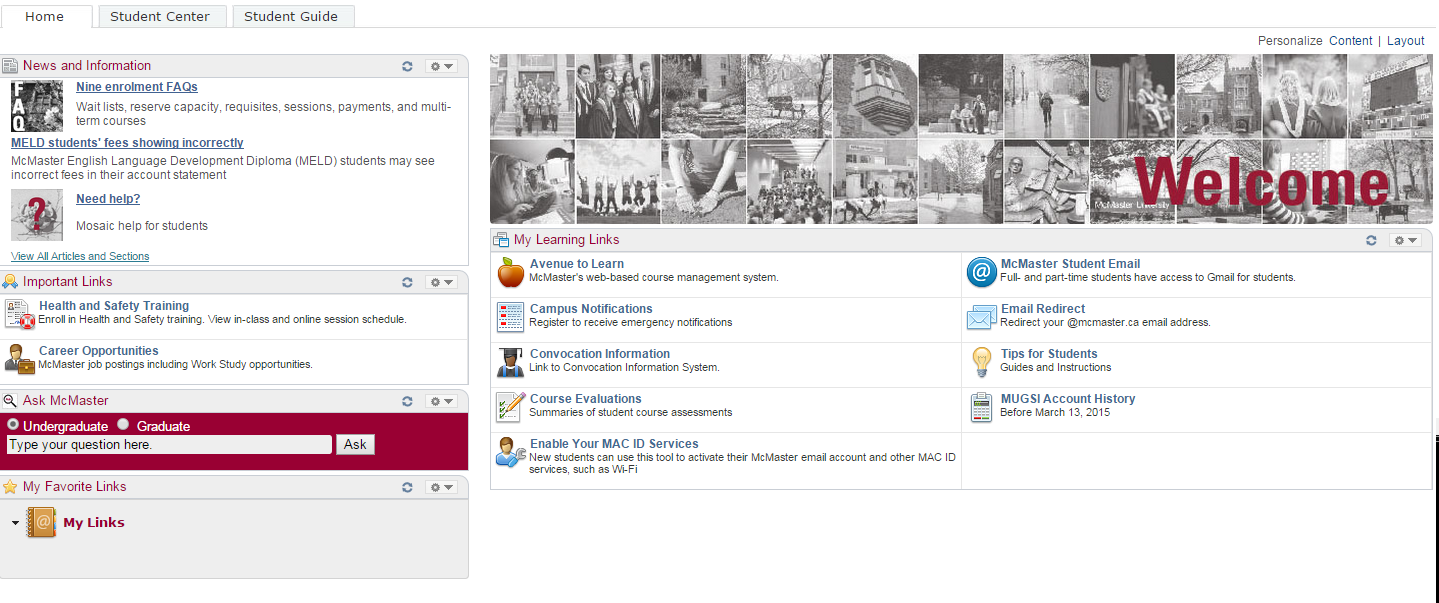 Home
Student Center
Student Guide
Personalize Content | Layout
News and Information
FAQ
Nine enrolment FAQs
Wait lists, reserve capacity, requisites, sessions, payments, and multi-
term courses
MELD students' fees showing incorrectly
McMaster English Language Development Diploma (MELD) students may see
incorrect fees in their account statement
?
Need help?
Mosaic help for students
View All Articles and Sections
Important Links
Health and Safety Training
Enroll in Health and Safety training. View in-class and online session schedule.
Career Opportunities
McMaster job postings including Work Study opportunities.
Ask McMaster
Undergraduate Graduate
Type your question here. Ask
My Favorite Links
@ My Links
McMaster University
Welcome
My Learning Links
Avenue to Learn
McMaster's web-based course management system.
@ McMaster Student Email
Full- and part-time students have access to Gmail for students.
Campus Notifications
Register to receive emergency notifications
Email Redirect
Redirect your @mcmaster.ca email address.
Convocation Information
Link to Convocation Information System.
Tips for Students
Guides and Instructions
Course Evaluations
Summaries of student course assessments
MUGSI Account History
Before March 13, 2015
Enable Your MAC ID Services
New students can use this tool to activate their McMaster email account and other MAC ID
services, such as Wi-Fi